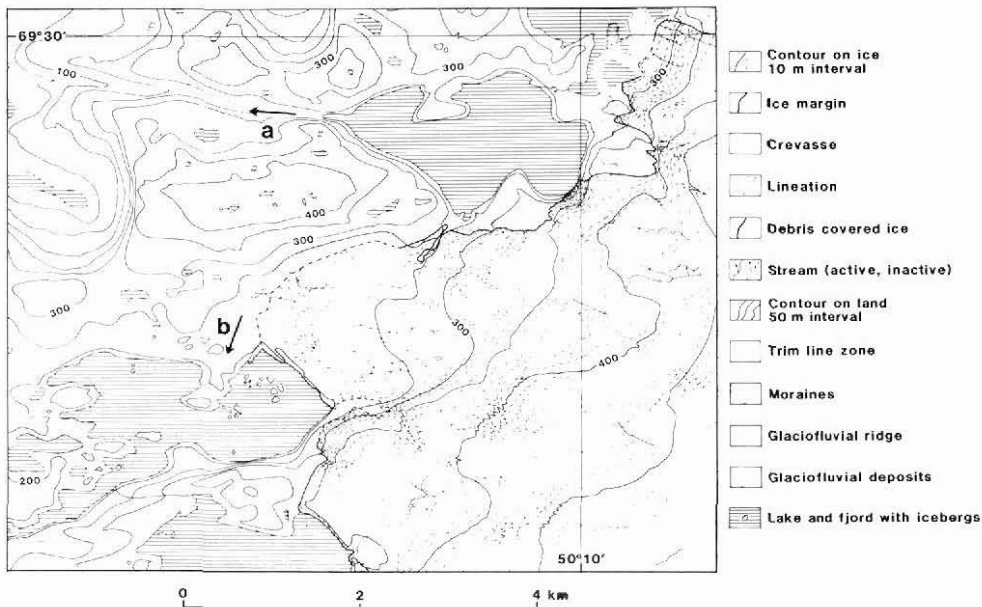 69°30'
100
300
300
300
a
400
300
300
b
300
400
200
50°10'
0 2 4 km
Contour on ice
10 m interval
Ice margin
Crevasse
Lineation
Debris covered ice
Stream (active, inactive)
Contour on land
50 m interval
Trim line zone
Moraines
Glaciofluvial ridge
Glaciofluvial deposits
Lake and fjord with icebergs